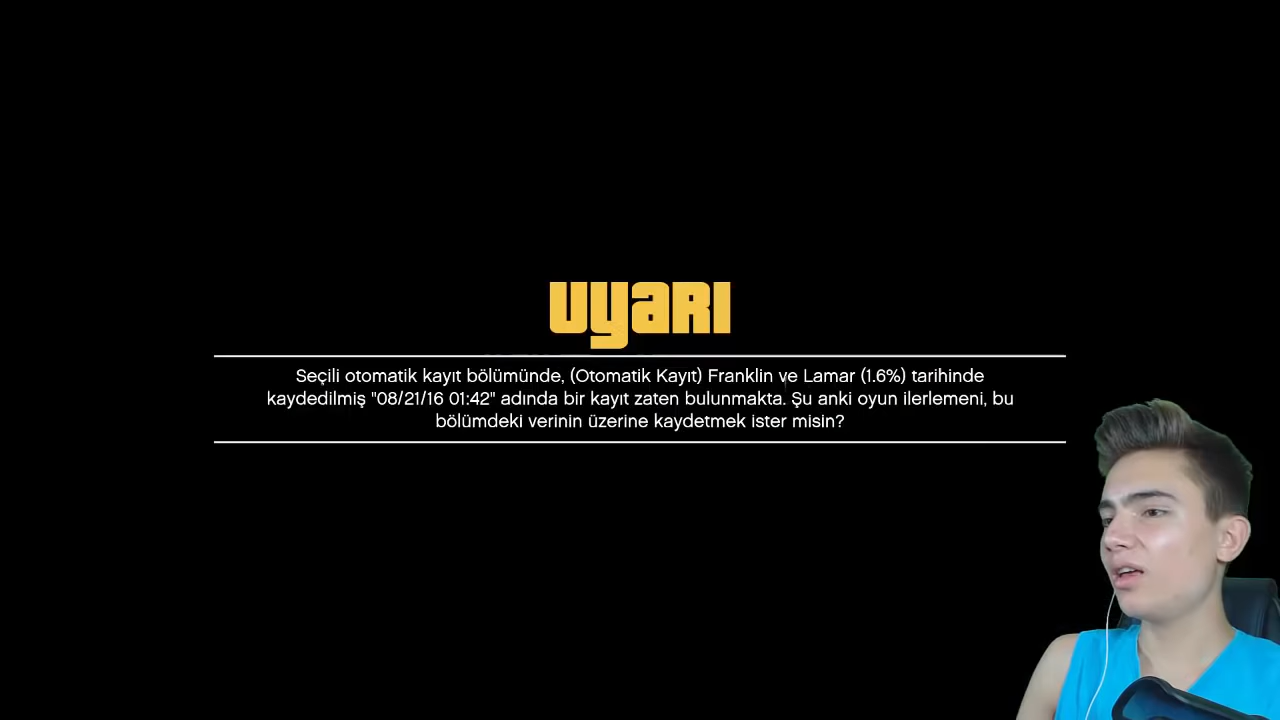 uyarı
Seçili otomatik kayıt bölümünde, (Otomatik Kayıt) Franklin ve Lamar (1.6%) tarihinde
kaydedilmiş "08/21/16 01:42" adında bir kayıt zaten bulunmakta. Şu anki oyun ilerlemeni, bu
bölümdeki verinin üzerine kaydetmek ister misin?